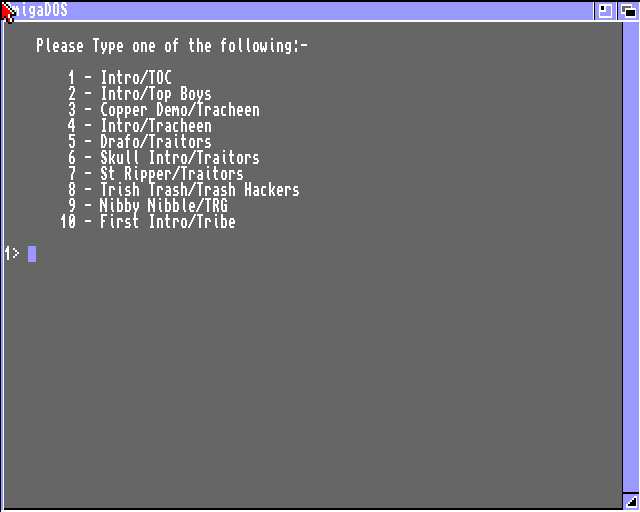 migaDOS
Please Type one of the following:-
1 - Intro/TOC
2 - Intro/Top Boys
3 - Copper Demo/Tracheen
4 - Intro/Tracheen
5 - Drafo/Traitors
6 - Skull Intro/Traitors
7 - St Ripper/Traitors
8 - Trish Trash/Trash Hackers
9 - Nibby Nibble/TRG
10 - First Intro/Tribe
1>